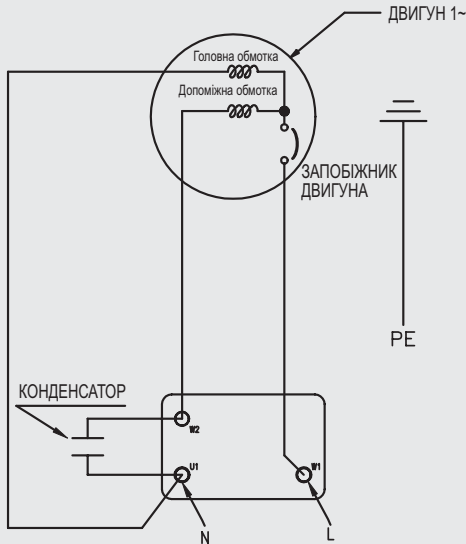 ДВИГУН 1~
Головна обмотка
Допоміжна обмотка
ЗАПОБІЖНИК
ДВИГУНА
PE
КОНДЕНСАТОР
W2
U1
W1
N
L